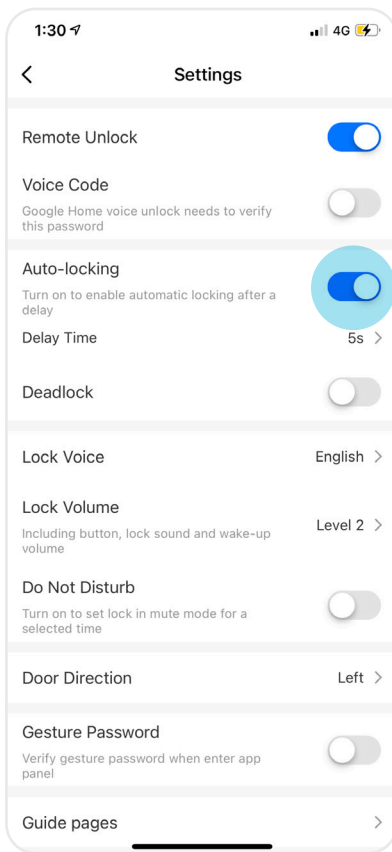 1:30 4G
Settings
Remote Unlock
Voice Code
Google Home voice unlock needs to verify
this password
Auto-locking
Turn on to enable automatic locking after a
delay
Delay Time 5s
Deadlock
Lock Voice English
Lock Volume
Including button, lock sound and wake-up
volume
Level 2
Do Not Disturb
Turn on to set lock in mute mode for a
selected time
Door Direction Left
Gesture Password
Verify gesture password when enter app
panel
Guide pages